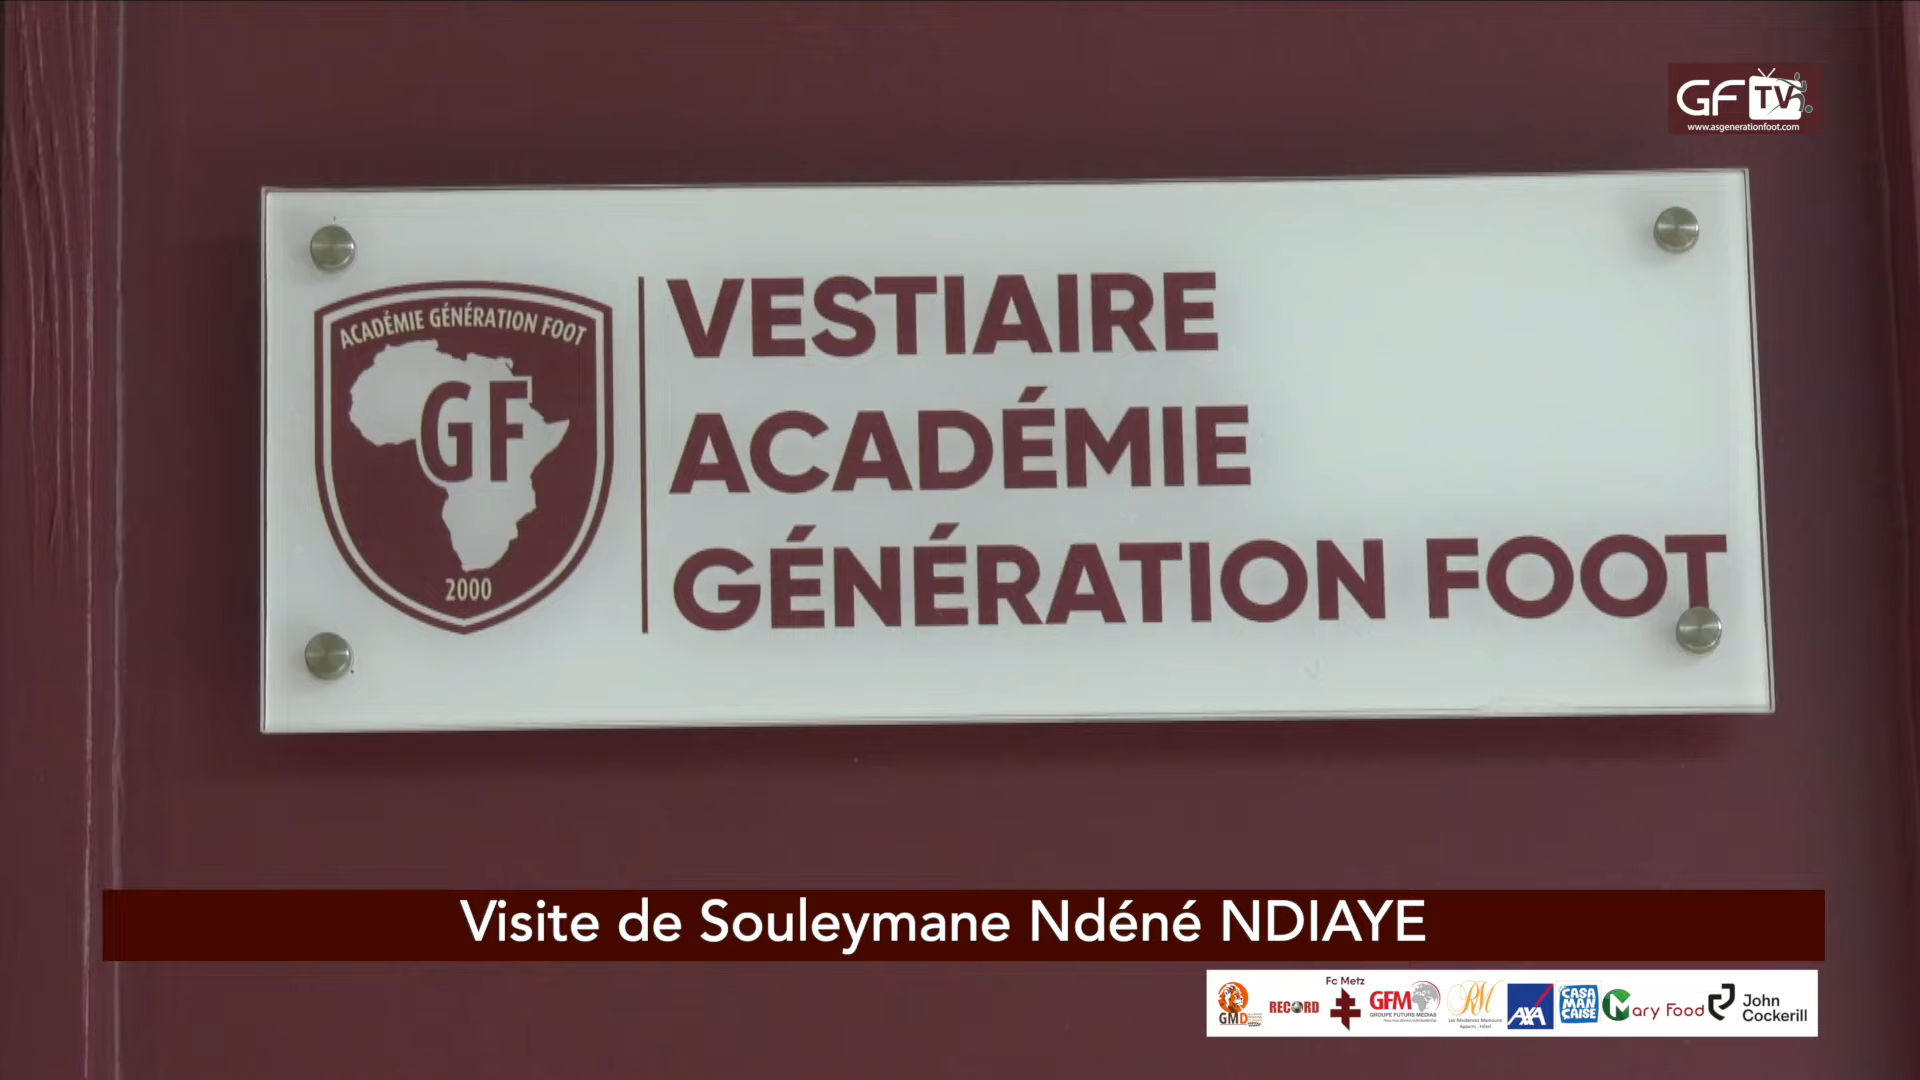 GF TV
www.asgenerationfoot.com
ACADÉMIE GÉNÉRATION FOOT
GF
2000
VESTIAIRE
ACADÉMIE
GÉNÉRATION FOOT
Visite de Souleymane Ndéné NDIAYE
GMD
RECORD
Fc Metz
GFM
GROUPE FUTURS MEDIAS
RM
AXA
CASA
MAN
CAISE
Mary Food
John
Cockerill